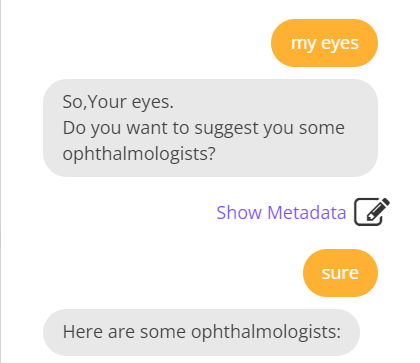 my eyes
So,Your eyes.
Do you want to suggest you some
ophthalmologists?
Show Metadata
sure
Here are some ophthalmologists: